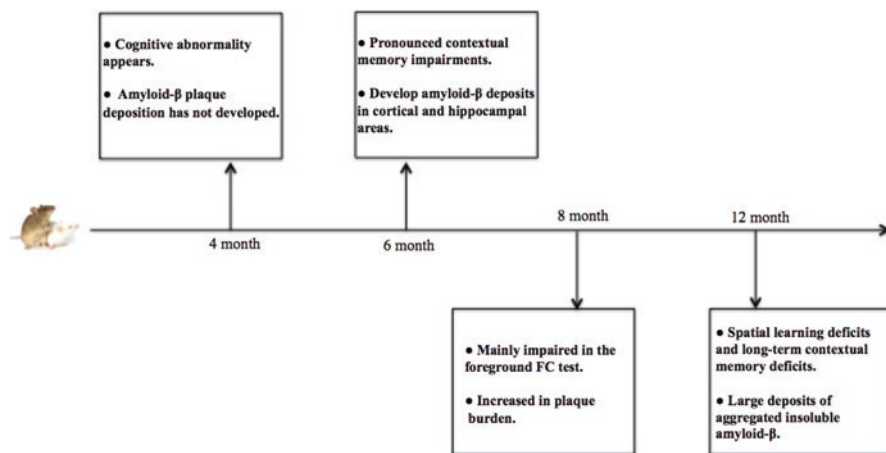 ● Cognitive abnormality
appears.
● Amyloid-β plaque
deposition has not developed.
● Pronounced contextual
memory impairments.
● Develop amyloid-β deposits
in cortical and hippocampal
areas.
4 month
6 month
8 month
12 month
● Mainly impaired in the
foreground FC test.
● Increased in plaque
burden.
● Spatial learning deficits
and long-term contextual
memory deficits.
● Large deposits of
aggregated insoluble
amyloid-β.